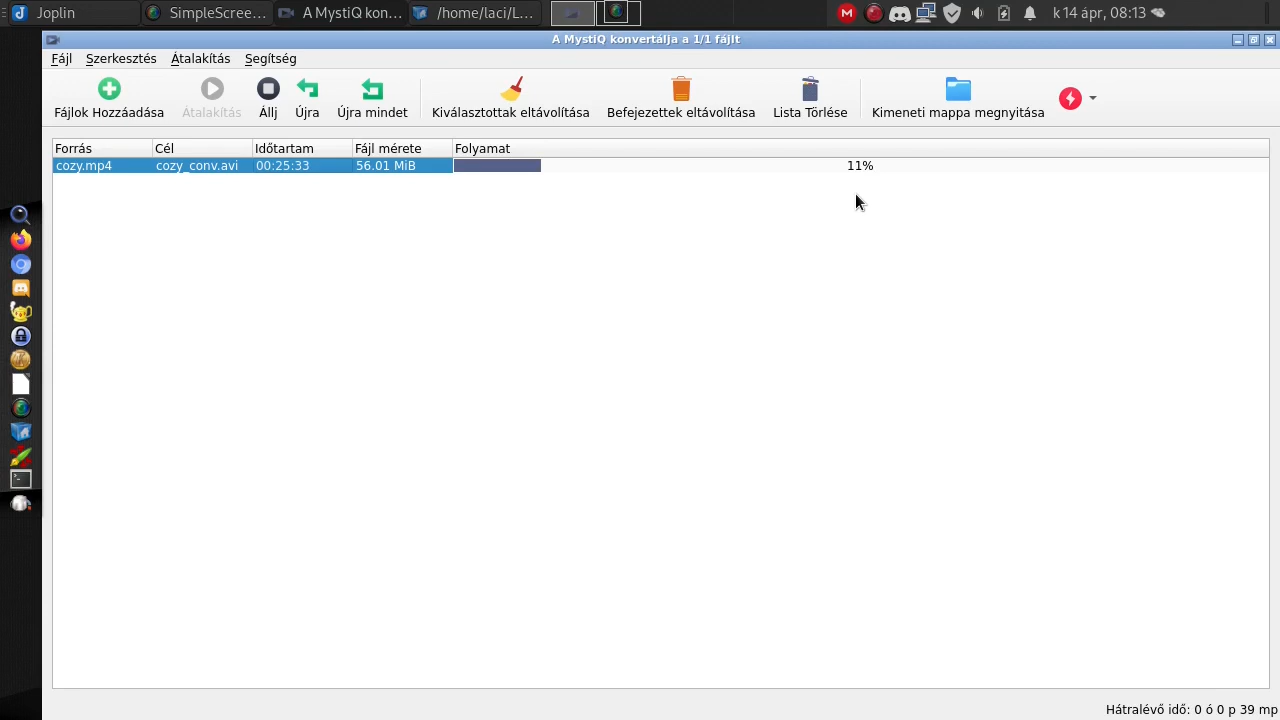 Joplin SimpleScree... A MystiQ kon... /home/laci/L... M k 14 ápr, 08:13
A MystiQ konvertálja a 1/1 fájlt
Fájl Szerkesztés Átalakítás Segítség
Fájlok Hozzáadása Átalakítás Állj Újra Újra mindet Kiválasztottak eltávolítása Befejezettek eltávolítása Lista Törlése Kimeneti mappa megnyitása
Forrás Cél Időtartam Fájl mérete Folyamat
cozy.mp4 cozy_conv.avi 00:25:33 56.01 MiB 11%
Hátralévő idő: 0 ó 0 p 39 mp